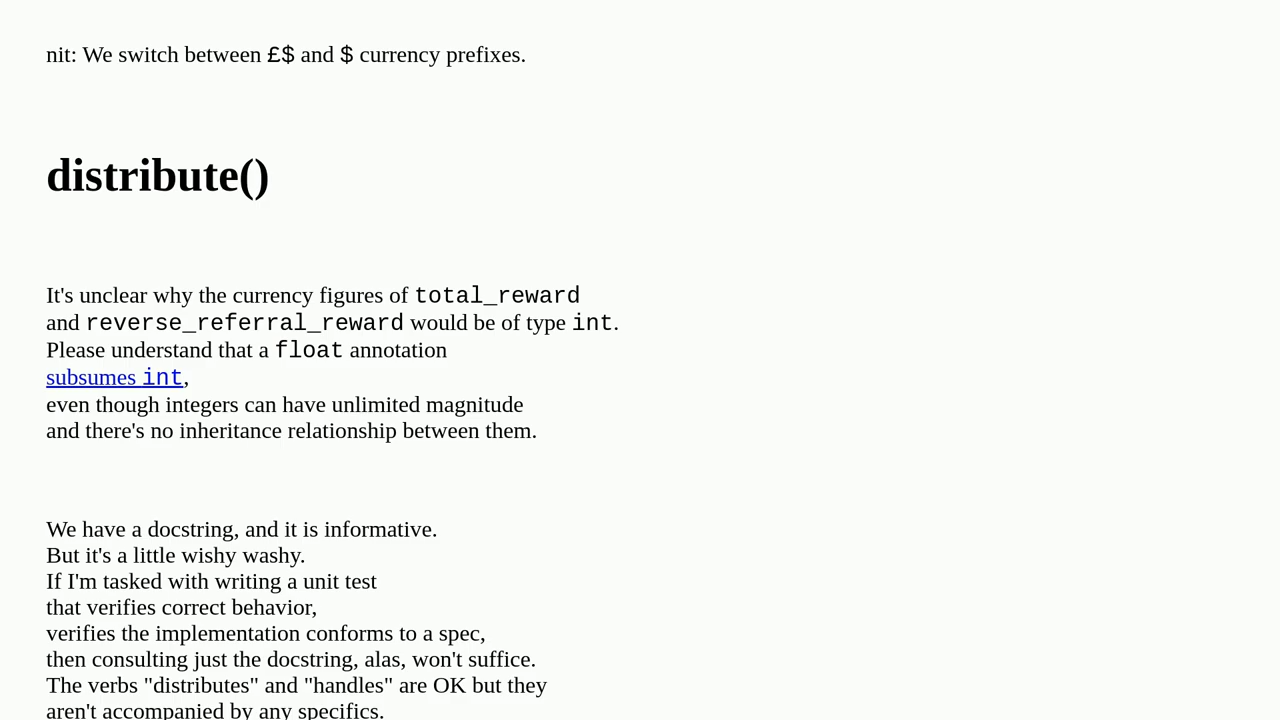 nit: We switch between £$ and $ currency prefixes.
distribute()
It's unclear why the currency figures of total_reward
and reverse_referral_reward would be of type int.
Please understand that a float annotation
subsumes int,
even though integers can have unlimited magnitude
and there's no inheritance relationship between them.
We have a docstring, and it is informative.
But it's a little wishy washy.
If I'm tasked with writing a unit test
that verifies correct behavior,
verifies the implementation conforms to a spec,
then consulting just the docstring, alas, won't suffice.
The verbs "distributes" and "handles" are OK but they
aren't accompanied by any specifics.